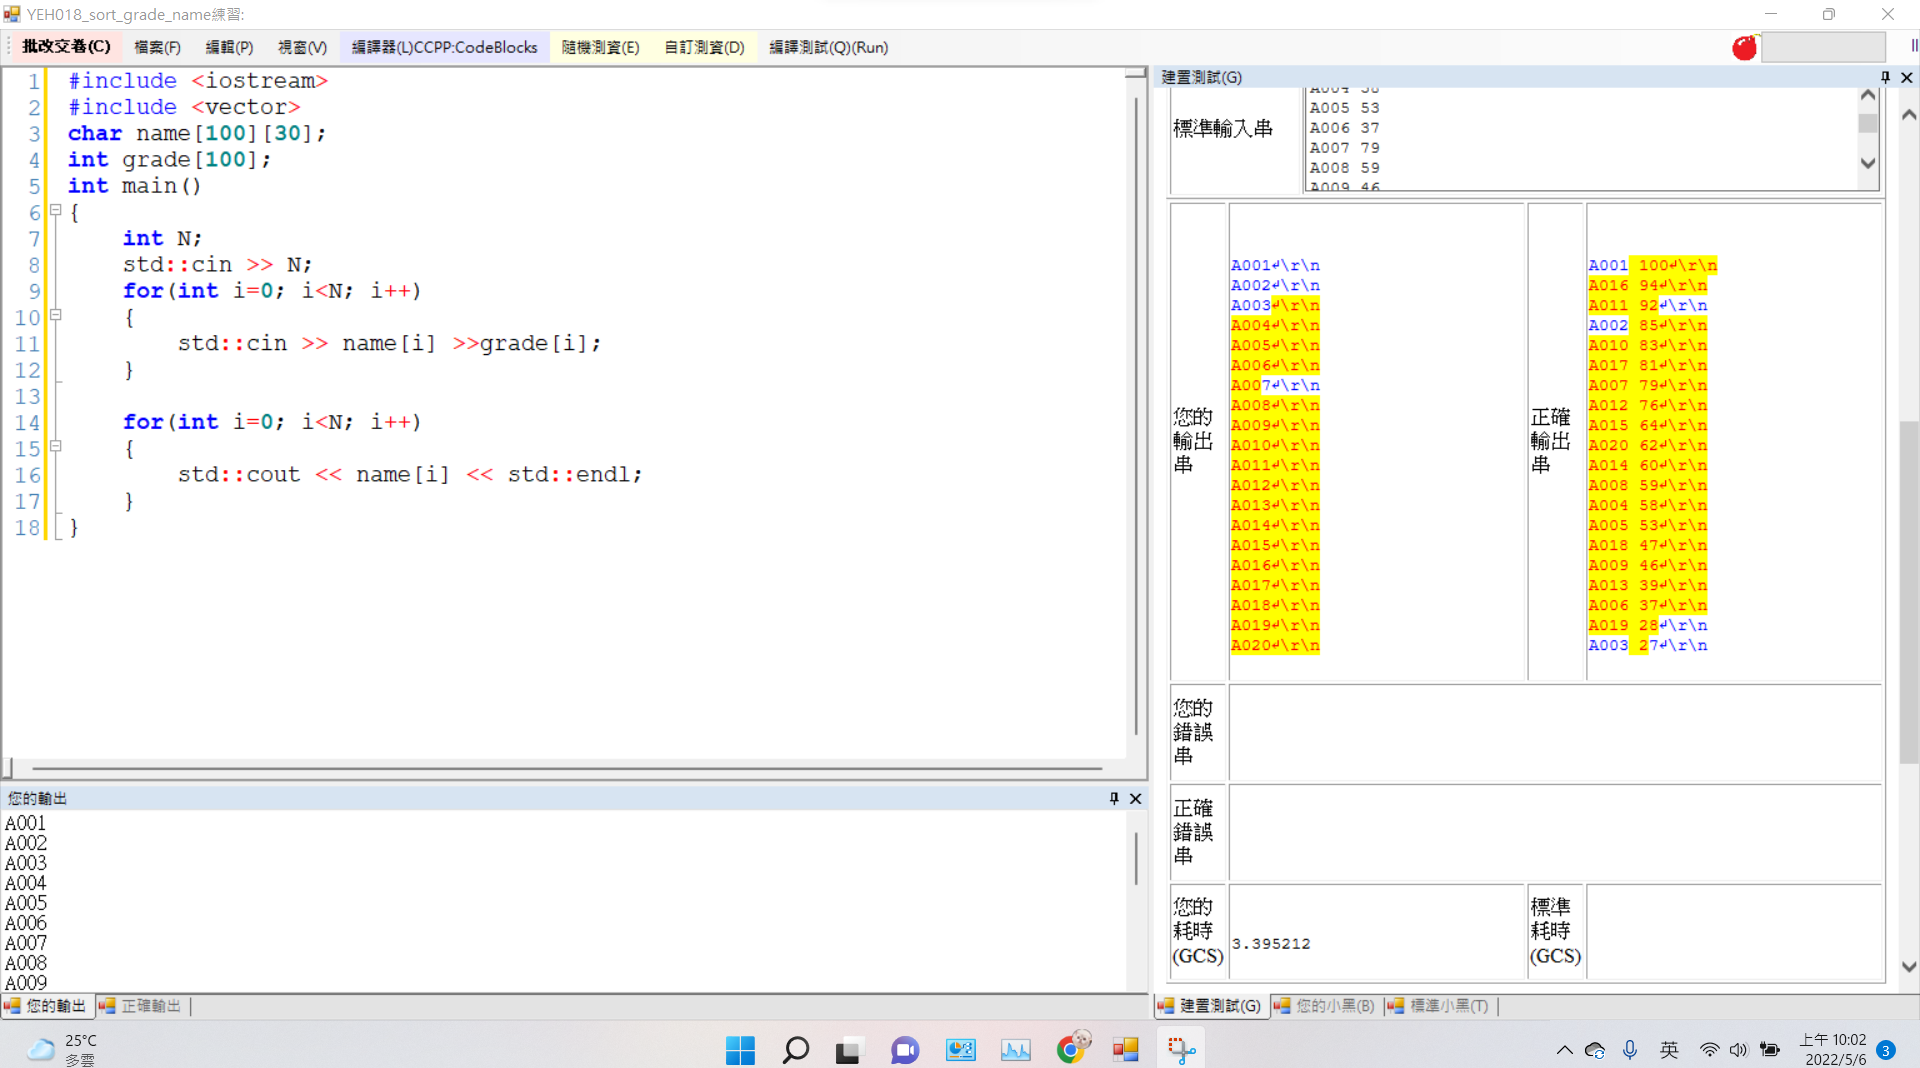 YEH018_sort_grade_name練習:
批改交卷(C) 檔案(F) 編輯(P) 視窗(V) 編譯器(L)CCPP:CodeBlocks 隨機測資(E) 自訂測資(D) 編譯測試(Q)(Run)
1 #include <iostream>
2 #include <vector>
3 char name[100][30];
4 int grade[100];
5 int main()
6 {
7 int N;
8 std::cin >> N;
9 for(int i=0; i<N; i++)
10 {
11 std::cin >> name[i] >>grade[i];
12 }
13
14 for(int i=0; i<N; i++)
15 {
16 std::cout << name[i] << std::endl;
17 }
18 }
您的輸出
A001
A002
A003
A004
A005
A006
A007
A008
A009
您的輸出 正確輸出
建置測試(G)
標準輸入串
A004 58
A005 53
A006 37
A007 79
A008 59
A009 46
您的輸出串
A001↵\r\n
A002↵\r\n
A003↵\r\n
A004↵\r\n
A005↵\r\n
A006↵\r\n
A007↵\r\n
A008↵\r\n
A009↵\r\n
A010↵\r\n
A011↵\r\n
A012↵\r\n
A013↵\r\n
A014↵\r\n
A015↵\r\n
A016↵\r\n
A017↵\r\n
A018↵\r\n
A019↵\r\n
A020↵\r\n
正確輸出串
A001 100↵\r\n
A016 94↵\r\n
A011 92↵\r\n
A002 85↵\r\n
A010 83↵\r\n
A017 81↵\r\n
A007 79↵\r\n
A012 76↵\r\n
A015 64↵\r\n
A020 62↵\r\n
A014 60↵\r\n
A008 59↵\r\n
A004 58↵\r\n
A005 53↵\r\n
A018 47↵\r\n
A009 46↵\r\n
A013 39↵\r\n
A006 37↵\r\n
A019 28↵\r\n
A003 27↵\r\n
您的錯誤串
正確錯誤串
您的耗時(GCS)
3.395212
標準耗時(GCS)
建置測試(G) 您的小黑(B) 標準小黑(T)
25°C
多雲
英
上午 10:02
2022/5/6
3